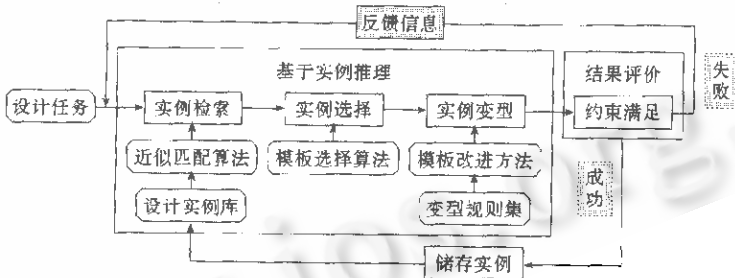 反馈信息
基于实例推理
结果评价
失败
设计任务
实例检索
实例选择
实例变型
约束满足
近似匹配算法
模板选择算法
模板改进方法
成功
设计实例库
变型规则集
储存实例